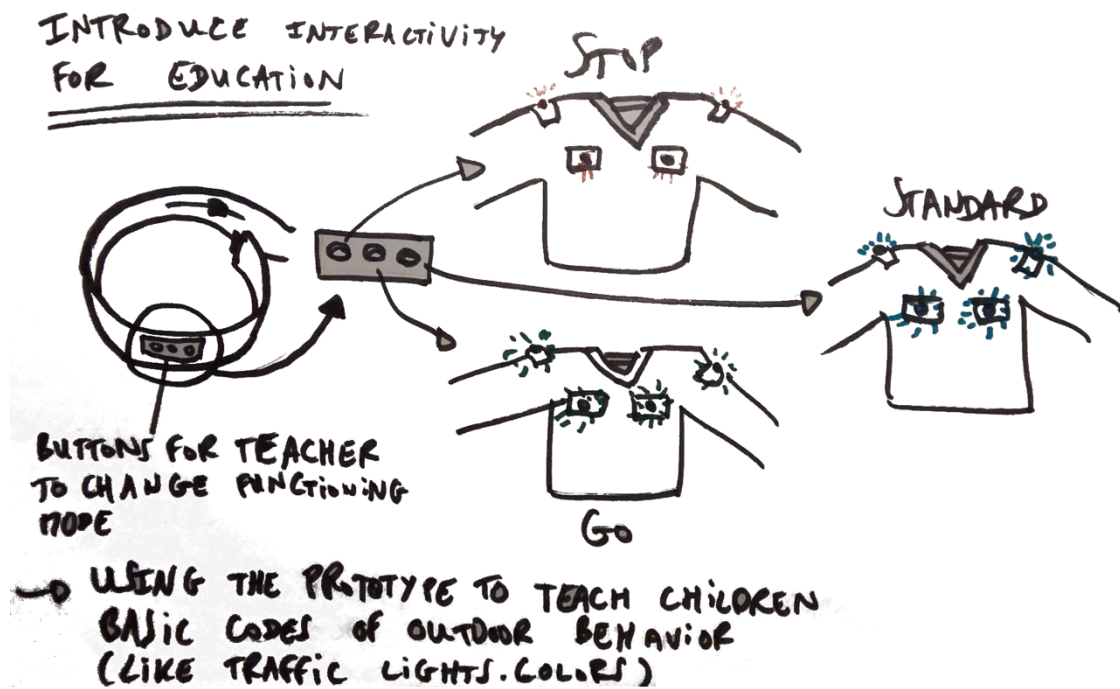 INTRODUCE INTERACTIVITY
FOR EDUCATION
STOP
STANDARD
BUTTONS FOR TEACHER
TO CHANGE FUNCTIONING
MODE
GO
USING THE PROTOTYPE TO TEACH CHILDREN
BASIC CODES OF OUTDOOR BEHAVIOR
(LIKE TRAFFIC LIGHTS.COLORS)